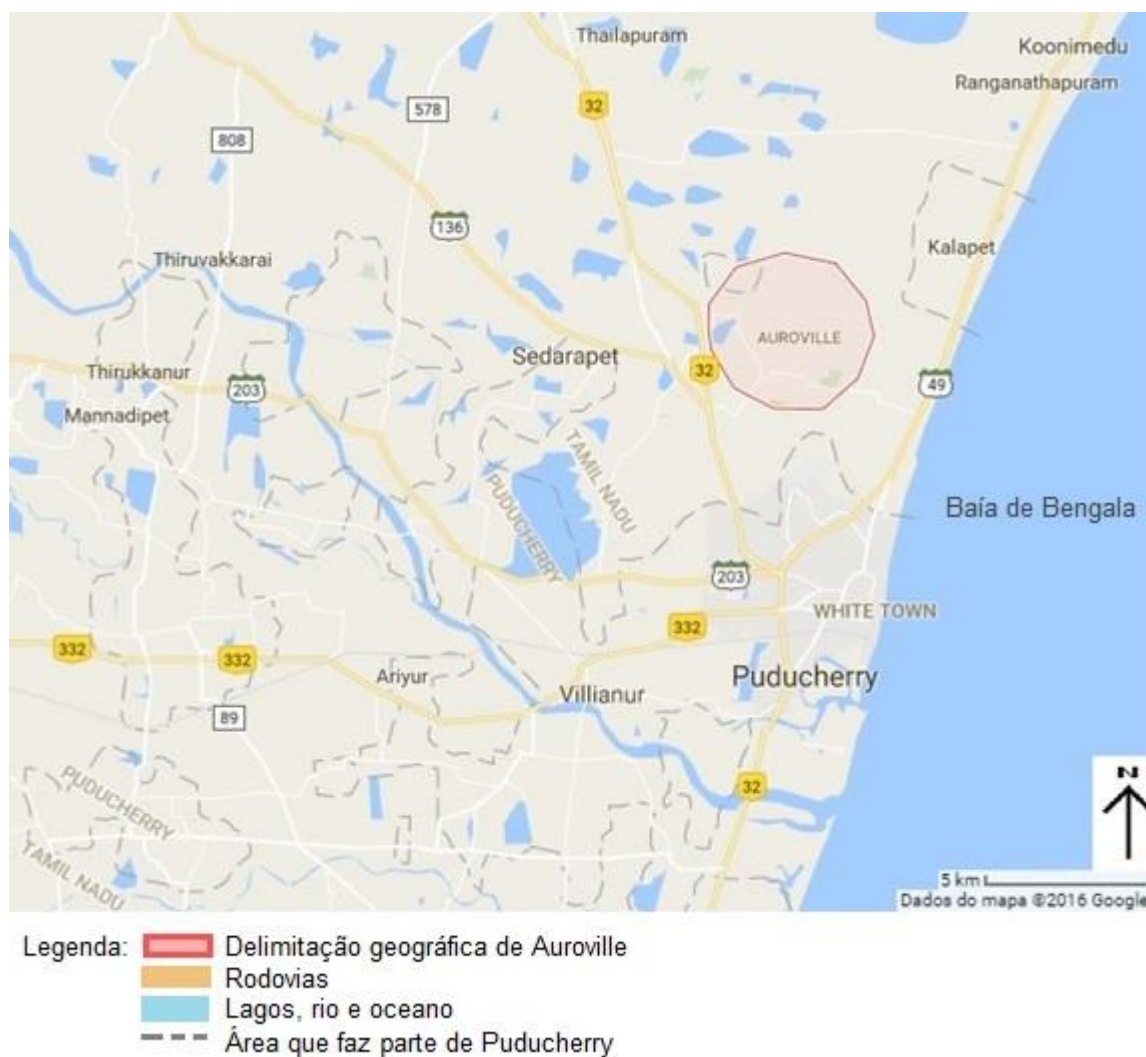 Thailapuram
Koonimedu
Ranganathapuram
32
578
808
136
Kalapet
Thiruvakkarai
AUROVILLE
Sedarapet
32
Thirukkanur
203
49
Mannadipet
TAMIL NADU
PUDUCHERRY
Baía de Bengala
203
WHITE TOWN
332
332
332
Ariyur
Villianur
Puducherry
89
32
N
PUDUCHERRY
TAMIL NADU
5 km
Dados do mapa ©2016 Google
Legenda:
Delimitação geográfica de Auroville
Rodovias
Lagos, rio e oceano
Área que faz parte de Puducherry